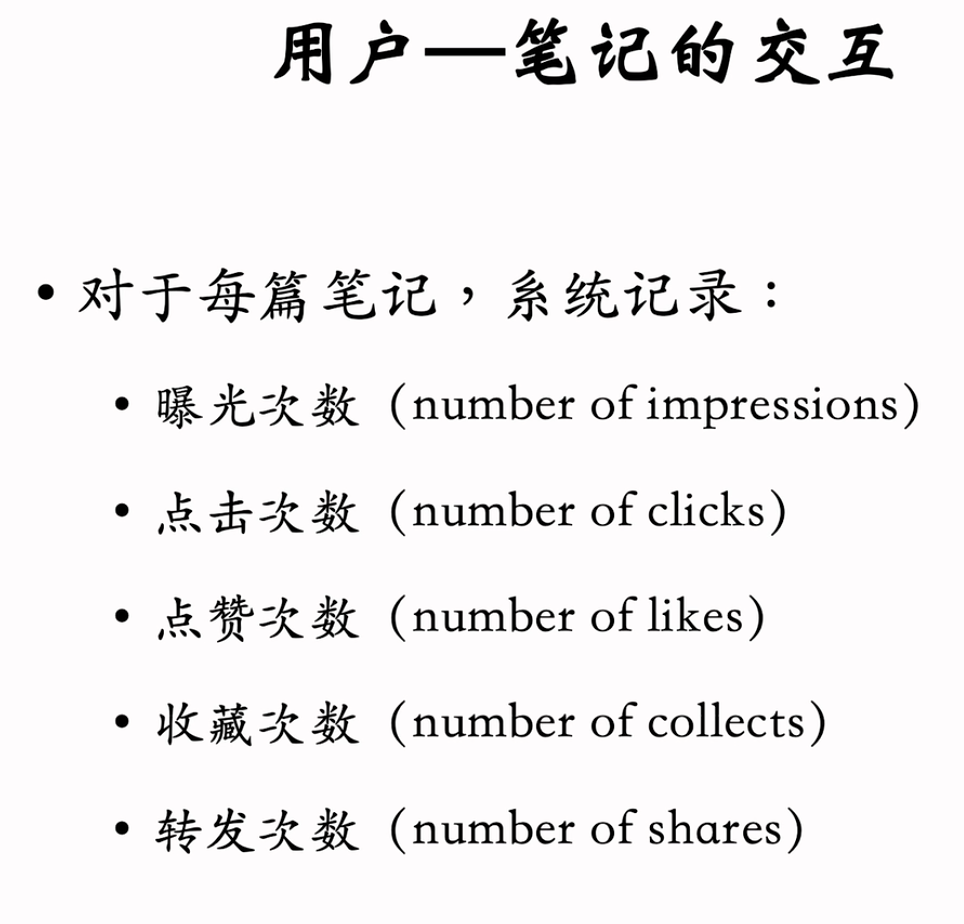 用户—笔记的交互
• 对于每篇笔记，系统记录：
• 曝光次数（number of impressions）
• 点击次数（number of clicks）
• 点赞次数（number of likes）
• 收藏次数（number of collects）
• 转发次数（number of shares）